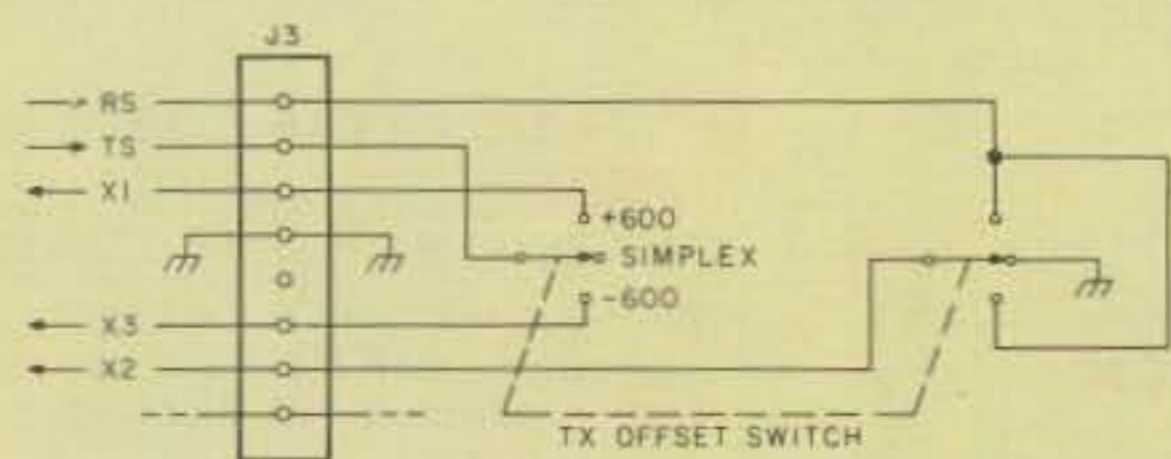 J3
RS
TS
X1
+600
SIMPLEX
-600
X3
X2
TX OFFSET SWITCH